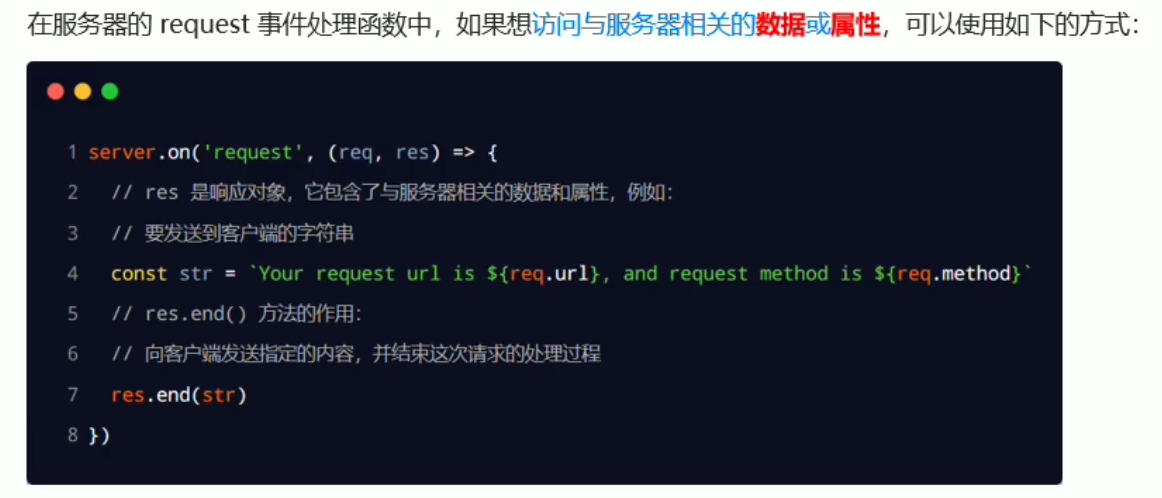 在服务器的 request 事件处理函数中，如果想访问与服务器相关的数据或属性，可以使用如下的方式：
1 server.on('request', (req, res) => {
2   // res 是响应对象，它包含了与服务器相关的数据和属性，例如：
3   // 要发送到客户端的字符串
4   const str = `Your request url is ${req.url}, and request method is ${req.method}`
5   // res.end() 方法的作用：
6   // 向客户端发送指定的内容，并结束这次请求的处理过程
7   res.end(str)
8 })